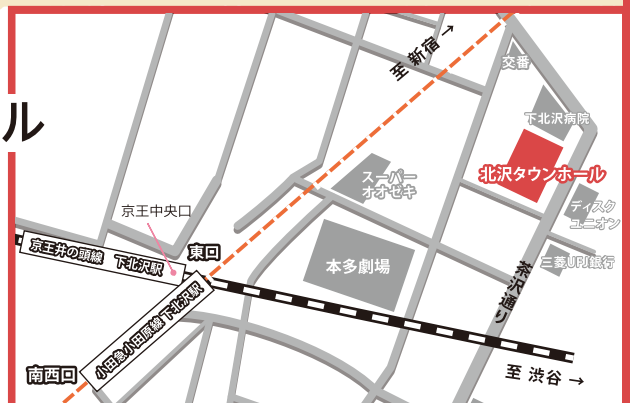 ル
至 新宿 →
交番
下北沢病院
北沢タウンホール
スーパー
オオゼキ
ディスク
ユニオン
京王中央口
東口
京王井の頭線 下北沢駅
本多劇場
三菱UFJ銀行
茶沢通り
小田急小田原線 下北沢駅
南西口
至 渋谷 →